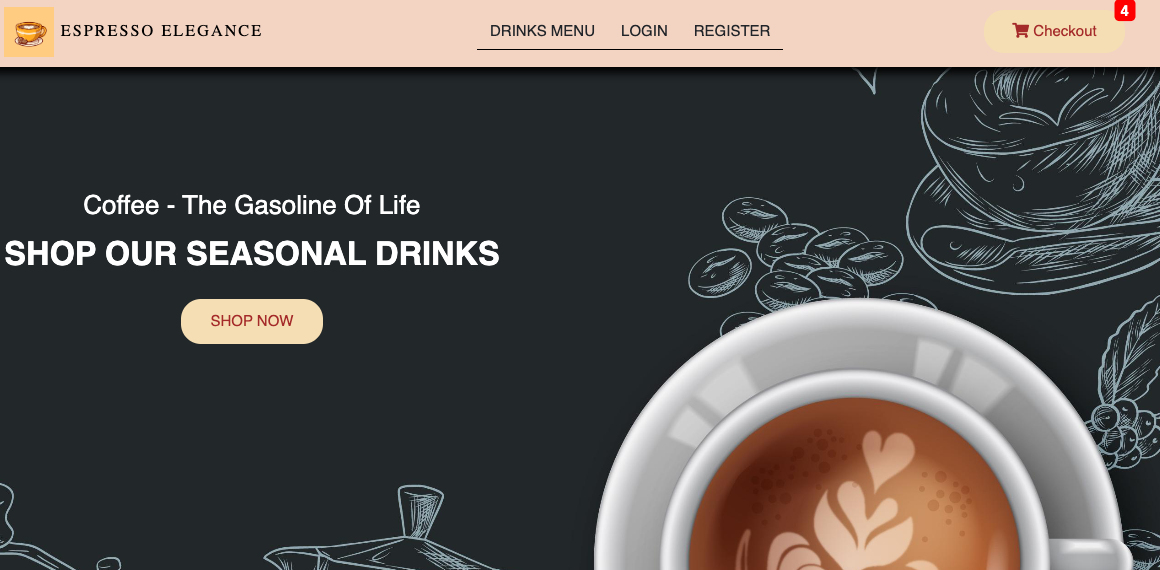 ESPRESSO ELEGANCE
DRINKS MENU LOGIN REGISTER
Checkout
4
Coffee - The Gasoline Of Life
SHOP OUR SEASONAL DRINKS
SHOP NOW